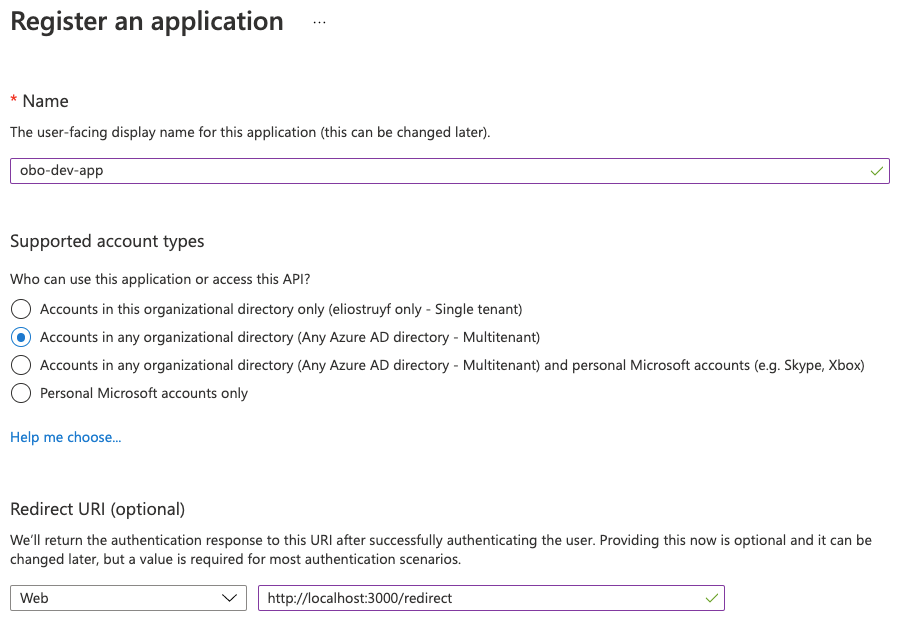 Register an application ...
* Name
The user-facing display name for this application (this can be changed later).
obo-dev-app
Supported account types
Who can use this application or access this API?
Accounts in this organizational directory only (eliostruyf only - Single tenant)
Accounts in any organizational directory (Any Azure AD directory - Multitenant)
Accounts in any organizational directory (Any Azure AD directory - Multitenant) and personal Microsoft accounts (e.g. Skype, Xbox)
Personal Microsoft accounts only
Help me choose...
Redirect URI (optional)
We'll return the authentication response to this URI after successfully authenticating the user. Providing this now is optional and it can be
changed later, but a value is required for most authentication scenarios.
Web http://localhost:3000/redirect